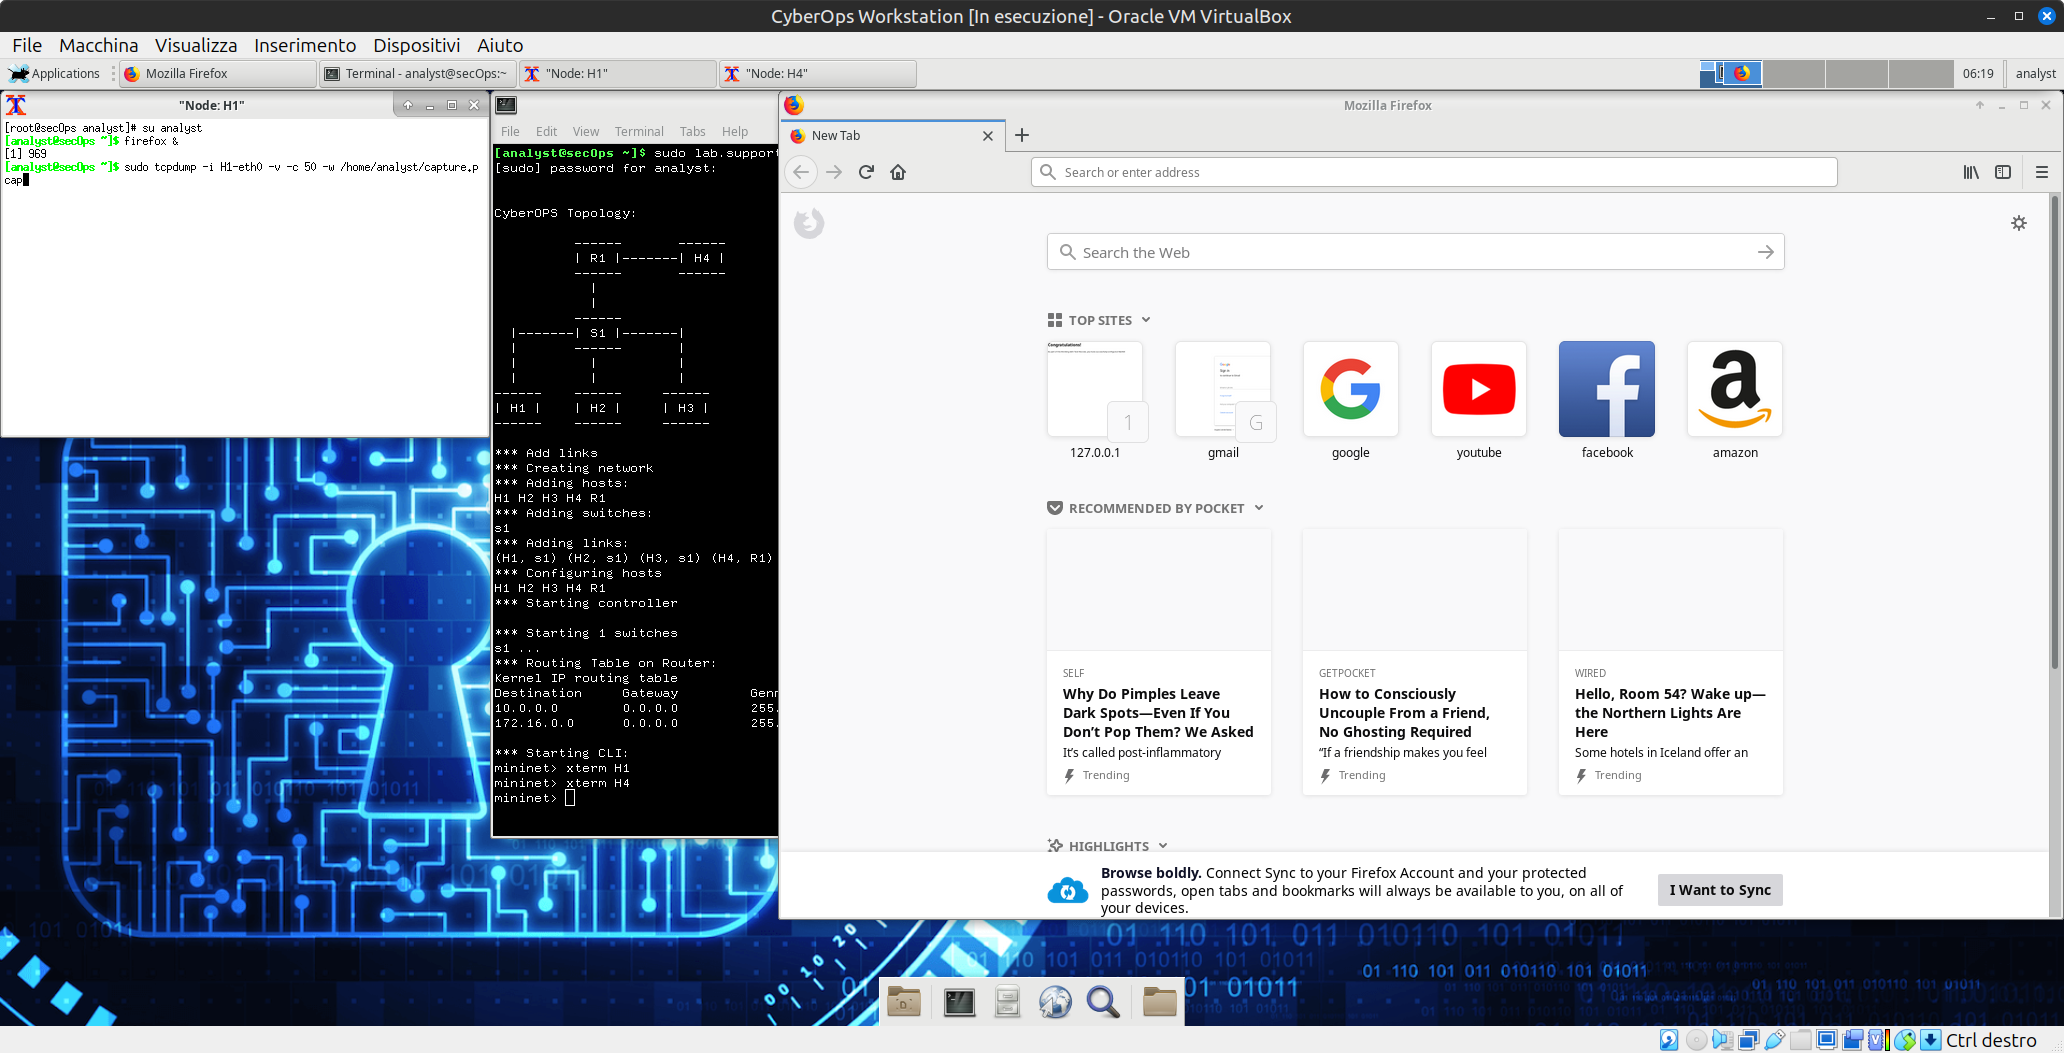 CyberOps Workstation [In esecuzione] - Oracle VM VirtualBox
File Macchina Visualizza Inserimento Dispositivi Aiuto
Applications Mozilla Firefox Terminal - analyst@secOps:~ "Node: H1" "Node: H4" 06:19 analyst
"Node: H1"
[root@secOps analyst]# su analyst
[analyst@secOps ~]$ firefox &
[1] 969
[analyst@secOps ~]$ sudo tcpdump -i H1-eth0 -v -c 50 -w /home/analyst/capture.p
cap
File Edit View Terminal Tabs Help
[analyst@secOps ~]$ sudo lab.support
[sudo] password for analyst:
CyberOPS Topology:
| R1 |-------| H4 |
|-------| S1 |-------|
| H1 | | H2 | | H3 |
*** Add links
*** Creating network
*** Adding hosts:
H1 H2 H3 H4 R1
*** Adding switches:
s1
*** Adding links:
(H1, s1) (H2, s1) (H3, s1) (H4, R1)
*** Configuring hosts
H1 H2 H3 H4 R1
*** Starting controller
*** Starting 1 switches
s1 ...
*** Routing Table on Router:
Kernel IP routing table
Destination Gateway Genm
10.0.0.0 0.0.0.0 255.
172.16.0.0 0.0.0.0 255.
*** Starting CLI:
mininet> xterm H1
mininet> xterm H4
mininet>
Mozilla Firefox
New Tab
Search or enter address
Search the Web
TOP SITES
1 G
127.0.0.1 gmail google youtube facebook amazon
RECOMMENDED BY POCKET
SELF
Why Do Pimples Leave
Dark Spots—Even If You
Don't Pop Them? We Asked
It's called post-inflammatory
Trending
GETPOCKET
How to Consciously
Uncouple From a Friend,
No Ghosting Required
"If a friendship makes you feel
Trending
WIRED
Hello, Room 54? Wake up—
the Northern Lights Are
Here
Some hotels in Iceland offer an
Trending
HIGHLIGHTS
Browse boldly. Connect Sync to your Firefox Account and your protected
passwords, open tabs and bookmarks will always be available to you, on all of
your devices.
I Want to Sync
Ctrl destro